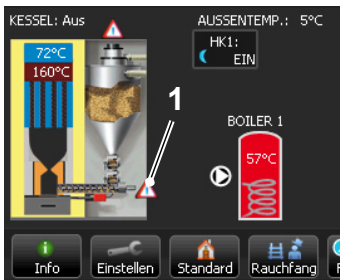 KESSEL: Aus
AUSSENTEMP.: 5°C
HK1:
EIN
72°C
160°C
1
BOILER 1
57°C
Info
Einstellen
Standard
Rauchfang